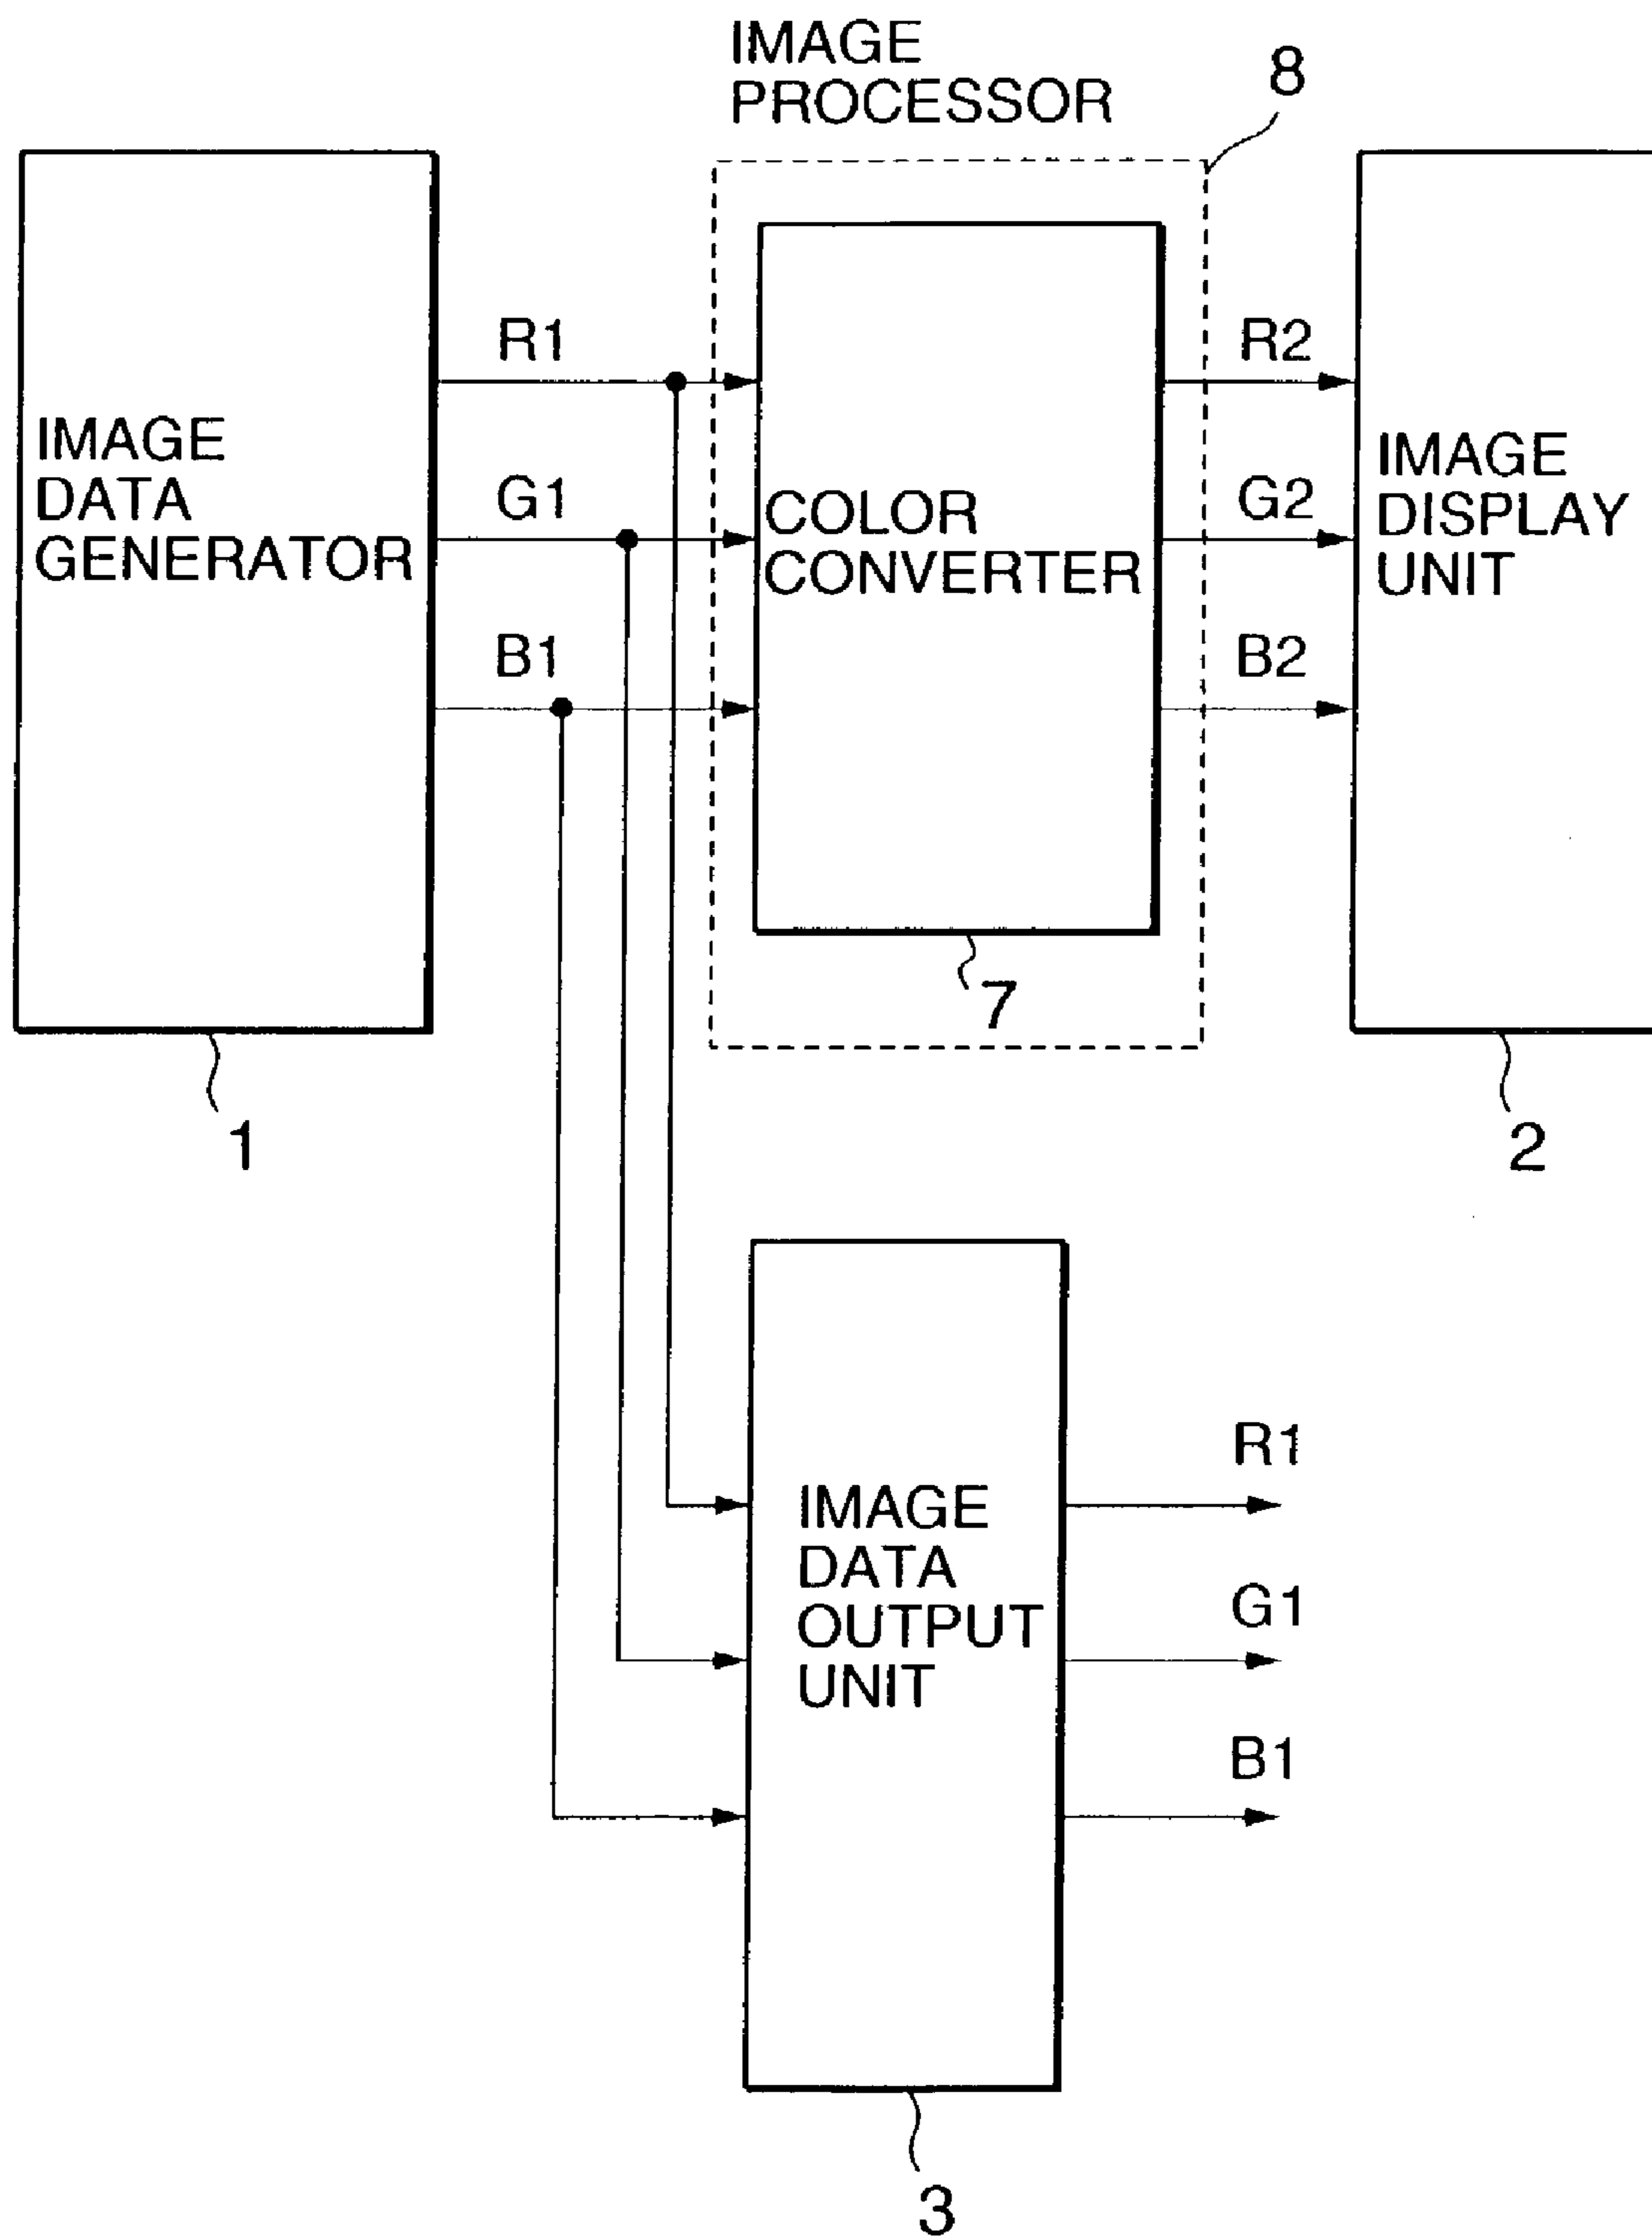 IMAGE
PROCESSOR
8
R1
R2
IMAGE
DATA
GENERATOR
G1
COLOR
CONVERTER
G2
IMAGE
DISPLAY
UNIT
B1
B2
7
1
2
IMAGE
DATA
OUTPUT
UNIT
R1
G1
B1
3